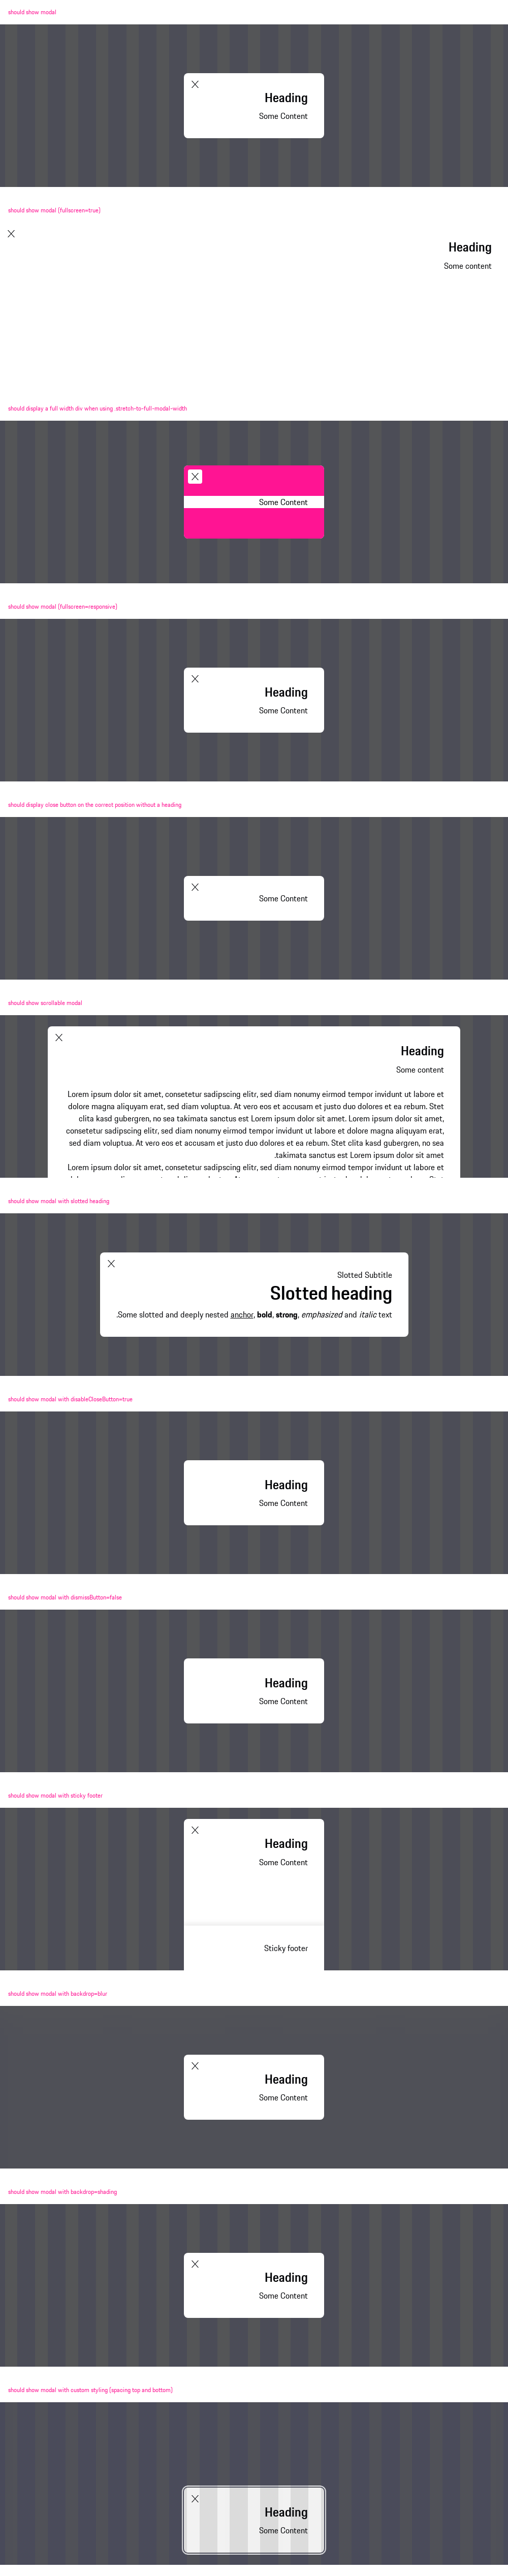 should show modal
Heading
Some Content
should show modal (fullscreen=true)
Heading
Some content
should display a full width div when using .stretch-to-full-modal-width
Some Content
should show modal (fullscreen=responsive)
Heading
Some Content
should display close button on the correct position without a heading
Some Content
should show scrollable modal
Heading
Some content
Lorem ipsum dolor sit amet, consetetur sadipscing elitr, sed diam nonumy eirmod tempor invidunt ut labore et
dolore magna aliquyam erat, sed diam voluptua. At vero eos et accusam et justo duo dolores et ea rebum. Stet
clita kasd gubergren, no sea takimata sanctus est Lorem ipsum dolor sit amet. Lorem ipsum dolor sit amet,
consetetur sadipscing elitr, sed diam nonumy eirmod tempor invidunt ut labore et dolore magna aliquyam erat,
sed diam voluptua. At vero eos et accusam et justo duo dolores et ea rebum. Stet clita kasd gubergren, no sea
.takimata sanctus est Lorem ipsum dolor sit amet
Lorem ipsum dolor sit amet, consetetur sadipscing elitr, sed diam nonumy eirmod tempor invidunt ut labore et
should show modal with slotted heading
Slotted Subtitle
Slotted heading
.Some slotted and deeply nested anchor, bold, strong, emphasized and italic text
should show modal with disableCloseButton=true
Heading
Some Content
should show modal with dismissButton=false
Heading
Some Content
should show modal with sticky footer
Heading
Some Content
Sticky footer
should show modal with backdrop=blur
Heading
Some Content
should show modal with backdrop=shading
Heading
Some Content
should show modal with custom styling (spacing top and bottom)
Heading
Some Content